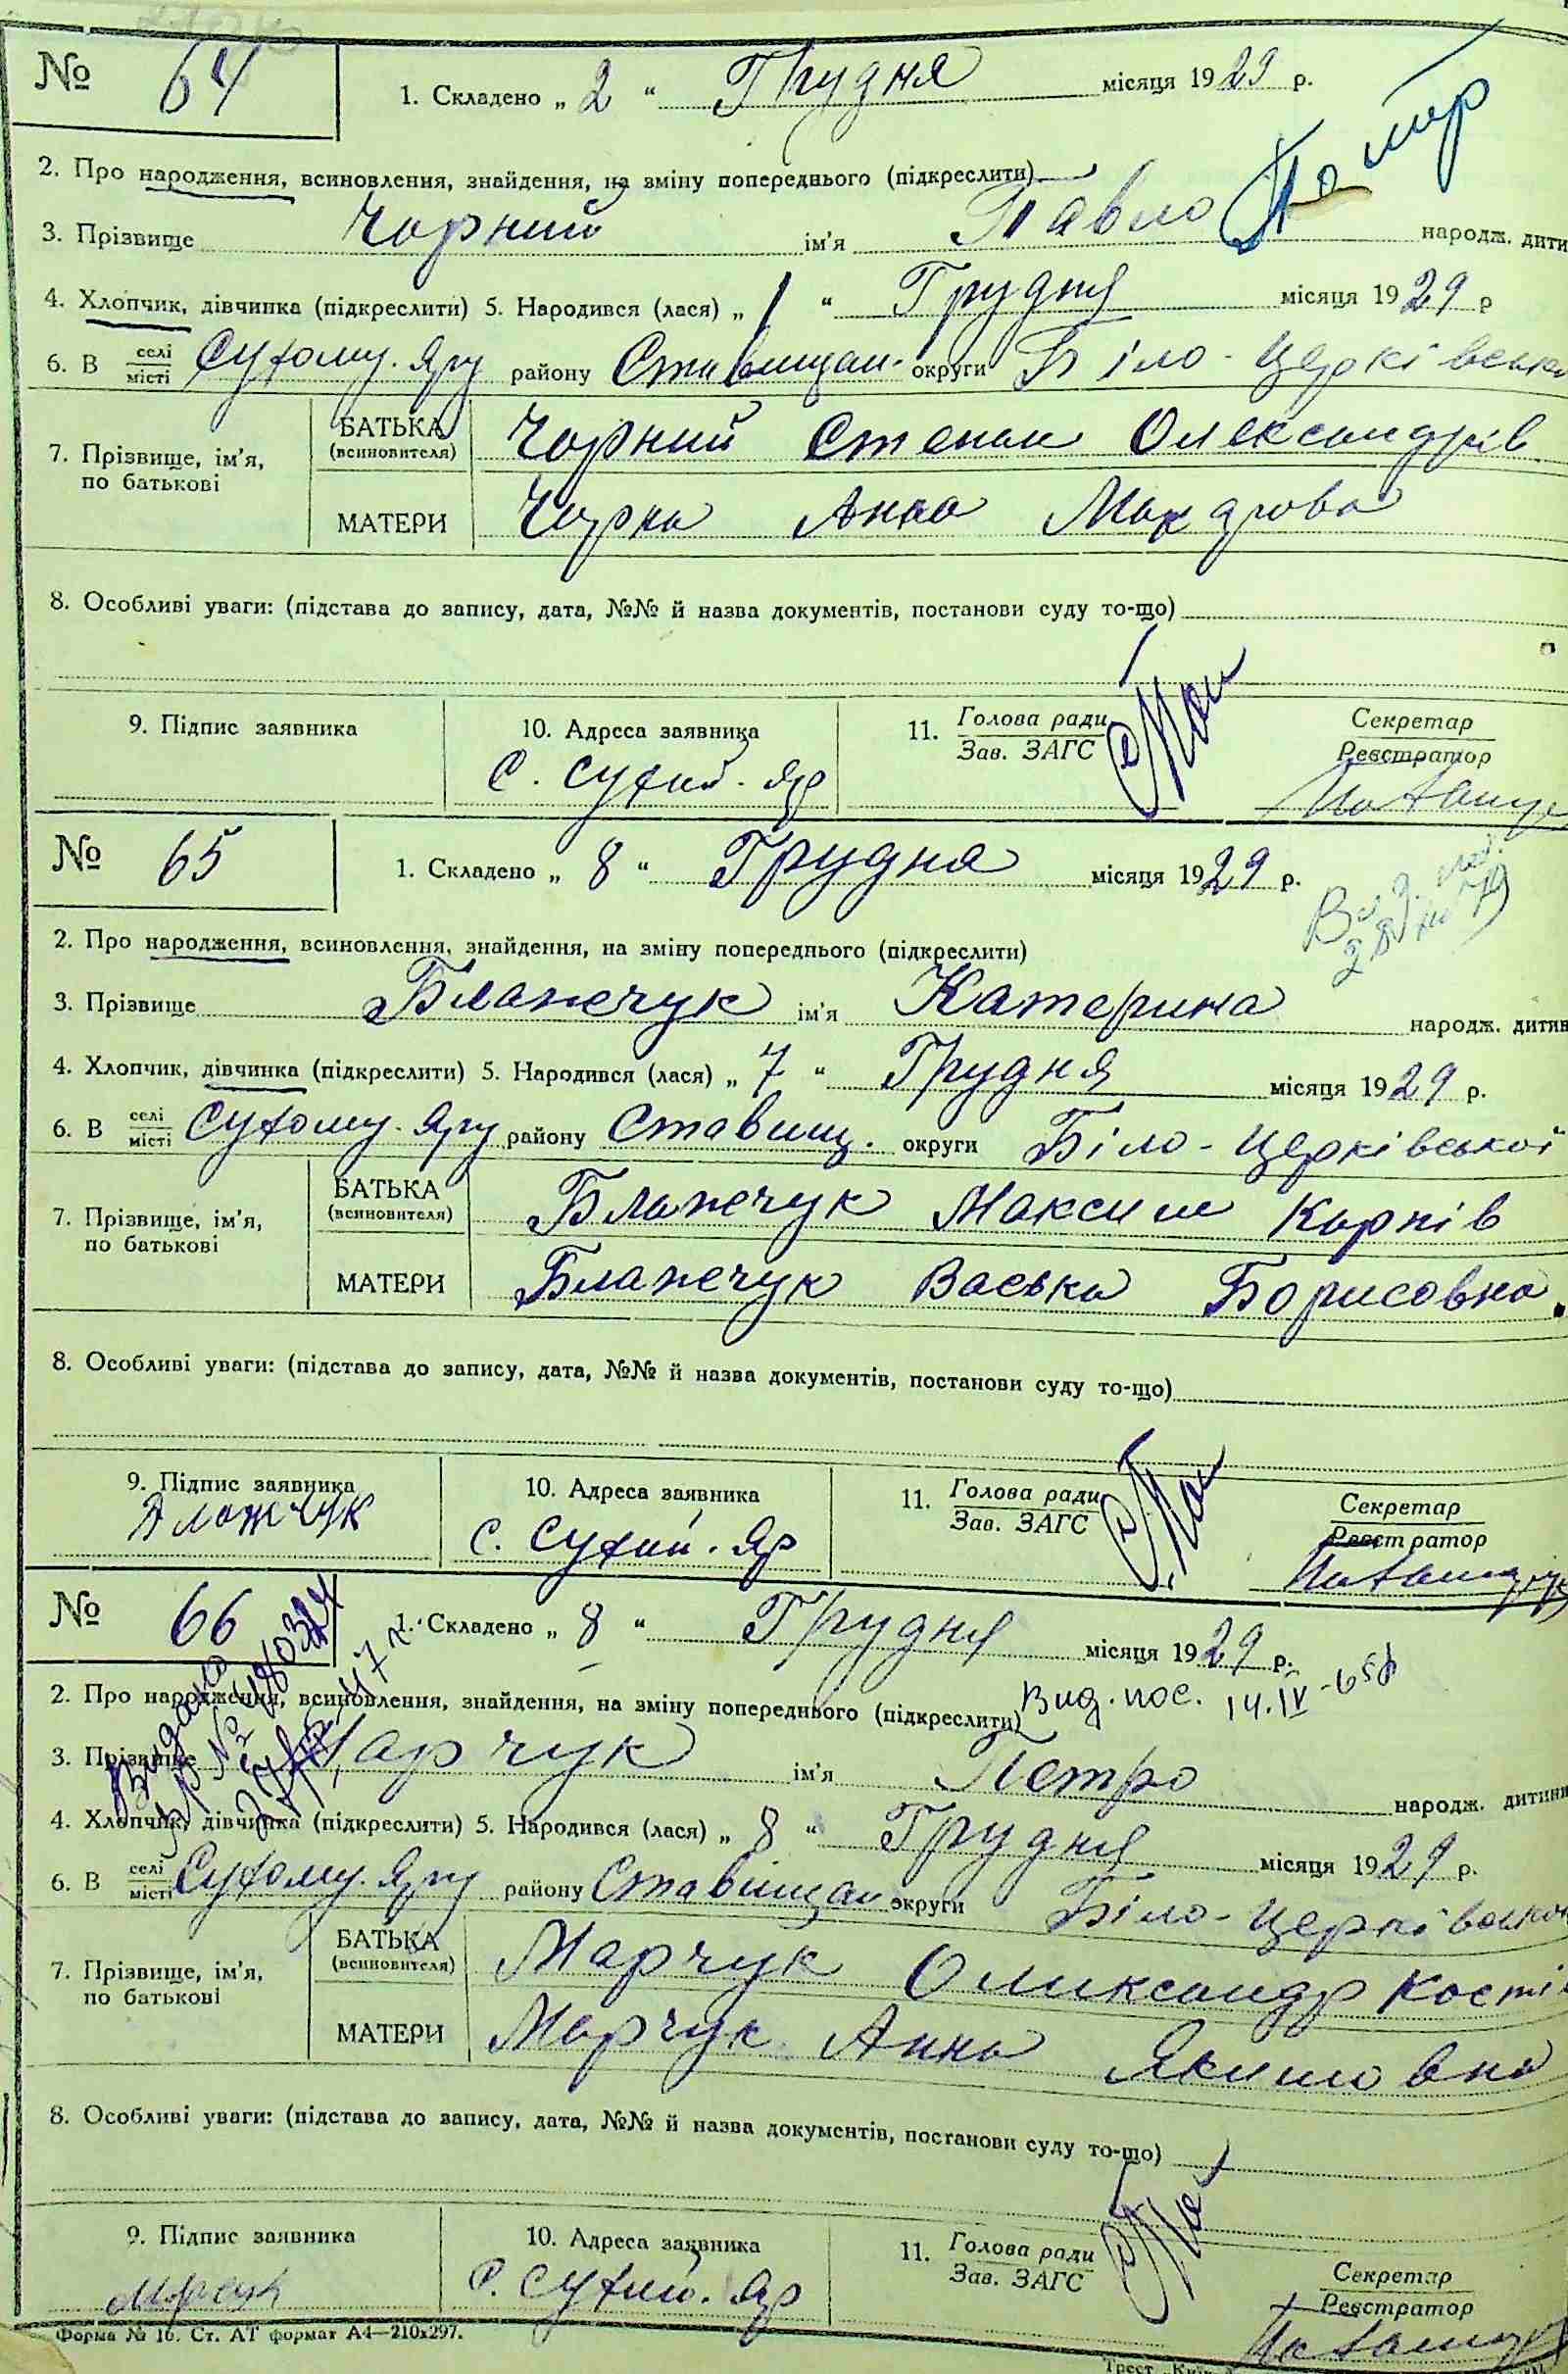 № 64
1. Складено „ 2 “ Грудня місяця 1929 р.
2. Про народження, всиновлення, знайдення, на зміну попереднього (підкреслити)
3. Прізвище Чорний ім'я Павло народж. дити
4. Хлопчик, дівчинка (підкреслити) 5. Народився (лася) „ 1 “ Грудня місяця 1929 р
6. В селі/місті Сухому-Яру району Ставищан. округи Біло-Церківсько
7. Прізвище, ім'я, по батькові
БАТЬКА (всиновителя) Чорний Степан Олександрів
МАТЕРИ Чорна Анна
8. Особливі уваги: (підстава до запису, дата, №№ й назва документів, постанови суду то-що)
9. Підпис заявника
10. Адреса заявника
С. Сухий-Яр
11. Голова ради
Зав. ЗАГС
Секретар
Реєстратор
№ 65
1. Складено „ 8 “ Грудня місяця 1929 р.
2. Про народження, всиновлення, знайдення, на зміну попереднього (підкреслити)
3. Прізвище Блажечук ім'я Катерина народж. дитин
4. Хлопчик, дівчинка (підкреслити) 5. Народився (лася) „ 7 “ Грудня місяця 1929 р.
6. В селі/місті Сухому-Яру району Ставищ. округи Біло-Церківської
7. Прізвище, ім'я, по батькові
БАТЬКА (всиновителя) Блажечук Максим Карпів
МАТЕРИ Блажечук Васька Борисовна.
8. Особливі уваги: (підстава до запису, дата, №№ й назва документів, постанови суду то-що)
9. Підпис заявника
10. Адреса заявника
С. Сухий-Яр
11. Голова ради
Зав. ЗАГС
Секретар
Реєстратор
№ 66
1. Складено „ 8 “ Грудня місяця 1929 р.
2. Про народження, всиновлення, знайдення, на зміну попереднього (підкреслити)
Вид. пос. 14.IV
3. Прізвище Марчук ім'я Петро народж. дитини
4. Хлопчик, дівчинка (підкреслити) 5. Народився (лася) „ 8 “ Грудня місяця 1929 р.
6. В селі/місті Сухому-Яру району Ставищан округи Біло-Церківської
7. Прізвище, ім'я, по батькові
БАТЬКА (всиновителя) Марчук Оликсандр Кості
МАТЕРИ Марчук Анна Якимовна
8. Особливі уваги: (підстава до запису, дата, №№ й назва документів, постанови суду то-що)
9. Підпис заявника
10. Адреса заявника
С. Сухий-Яр
11. Голова ради
Зав. ЗАГС
Секретар
Реєстратор
Форма № 16. Ст. АТ формат А4—210х297.